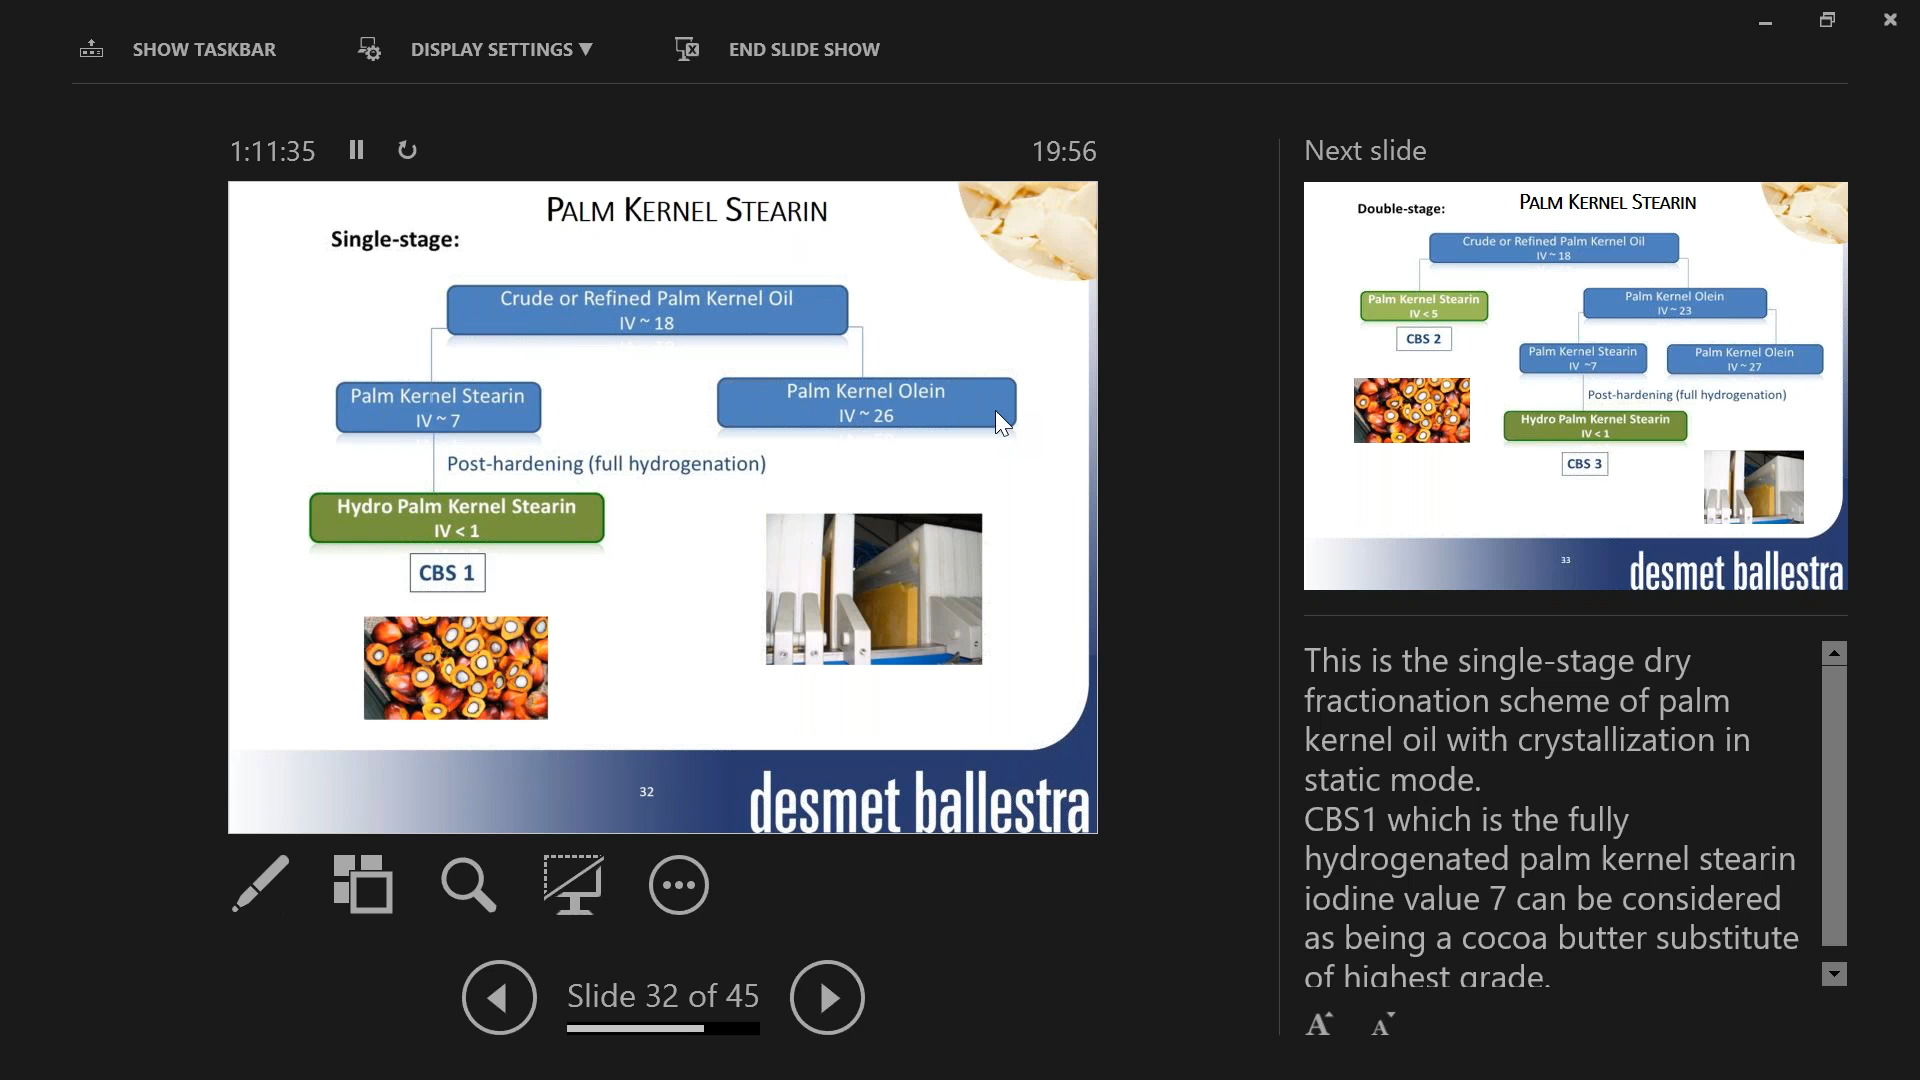 SHOW TASKBAR
DISPLAY SETTINGS ▼
END SLIDE SHOW
1:11:35
19:56
PALM KERNEL STEARIN
Single-stage:
Crude or Refined Palm Kernel Oil
IV ~ 18
Palm Kernel Stearin
IV ~ 7
Palm Kernel Olein
IV ~ 26
Post-hardening (full hydrogenation)
Hydro Palm Kernel Stearin
IV < 1
CBS 1
32
desmet ballestra
Slide 32 of 45
Next slide
Double-stage:
PALM KERNEL STEARIN
Crude or Refined Palm Kernel Oil
IV ~ 18
Palm Kernel Stearin
IV < 5
CBS 2
Palm Kernel Olein
IV ~ 23
Palm Kernel Stearin
IV ~7
Palm Kernel Olein
IV ~ 27
Post-hardening (full hydrogenation)
Hydro Palm Kernel Stearin
IV < 1
CBS 3
33
desmet ballestra
This is the single-stage dry
fractionation scheme of palm
kernel oil with crystallization in
static mode.
CBS1 which is the fully
hydrogenated palm kernel stearin
iodine value 7 can be considered
as being a cocoa butter substitute
of highest grade.
A A